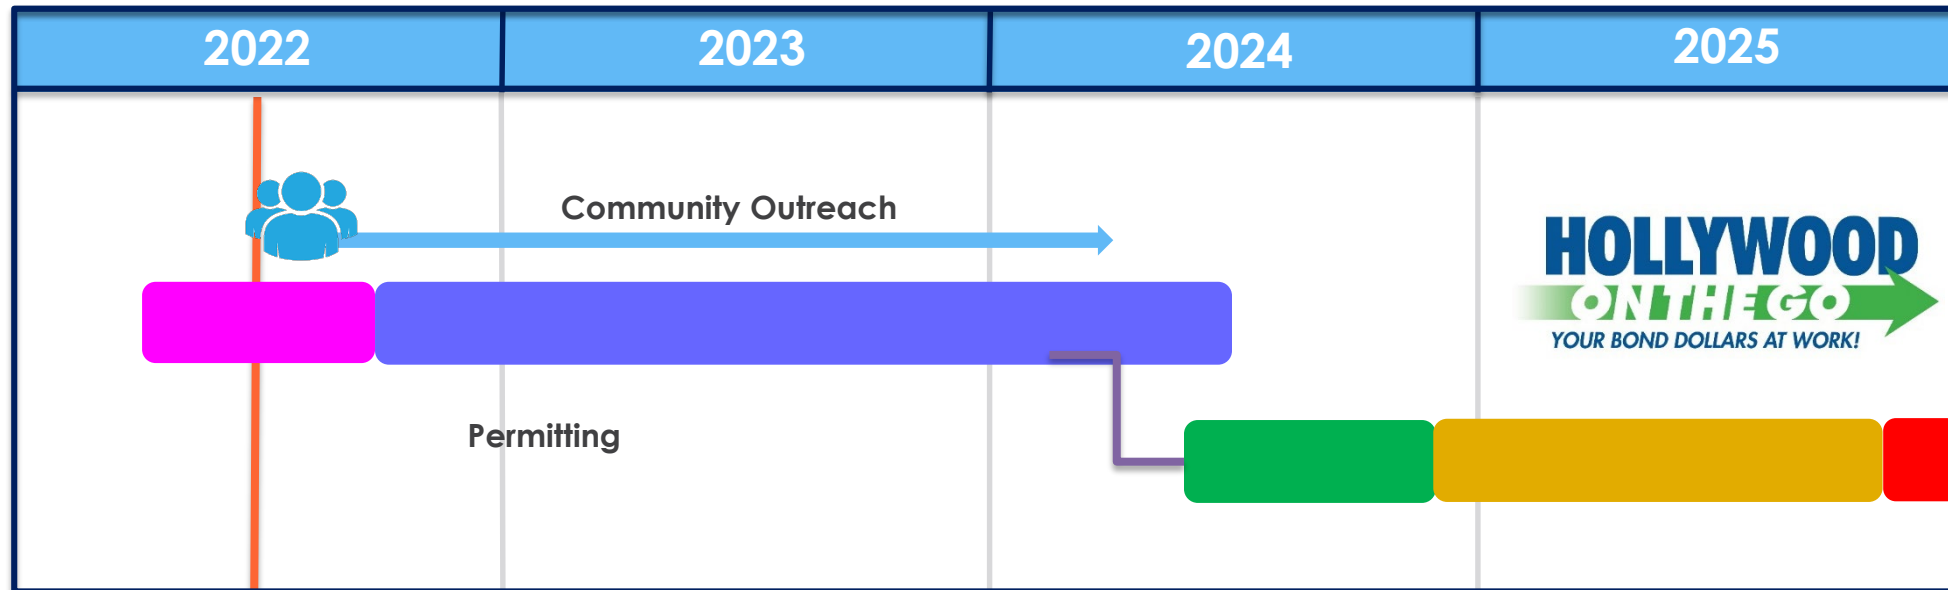 2022
2023
2024
2025
Community Outreach
HOLLYWOOD
ON THE GO
YOUR BOND DOLLARS AT WORK!
Permitting